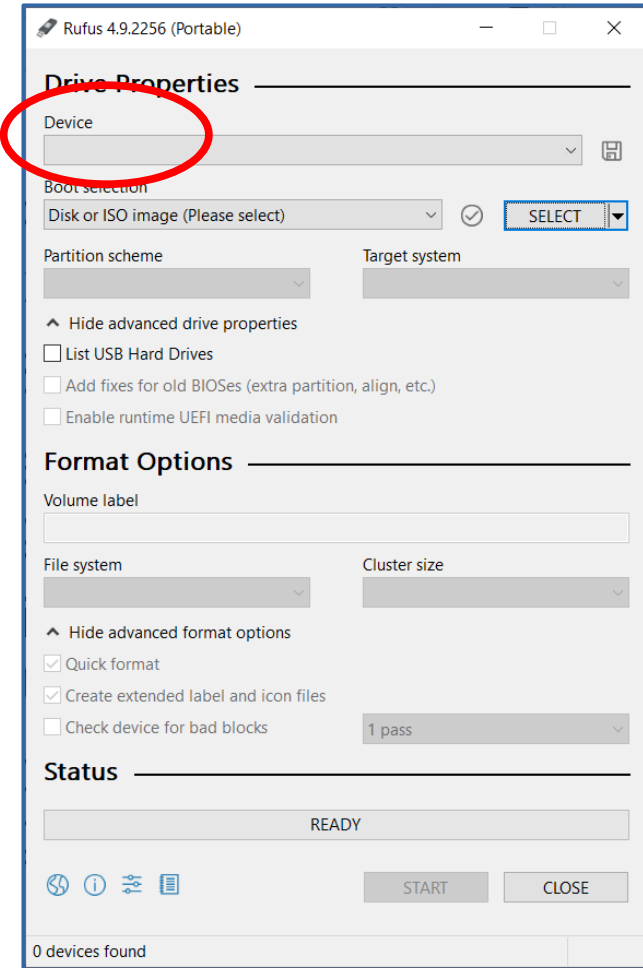 Rufus 4.9.2256 (Portable)
Drive Properties
Device
Boot selection
Disk or ISO image (Please select)
SELECT
Partition scheme
Target system
Hide advanced drive properties
List USB Hard Drives
Add fixes for old BIOSes (extra partition, align, etc.)
Enable runtime UEFI media validation
Format Options
Volume label
File system
Cluster size
Hide advanced format options
Quick format
Create extended label and icon files
Check device for bad blocks
1 pass
Status
READY
START
CLOSE
0 devices found